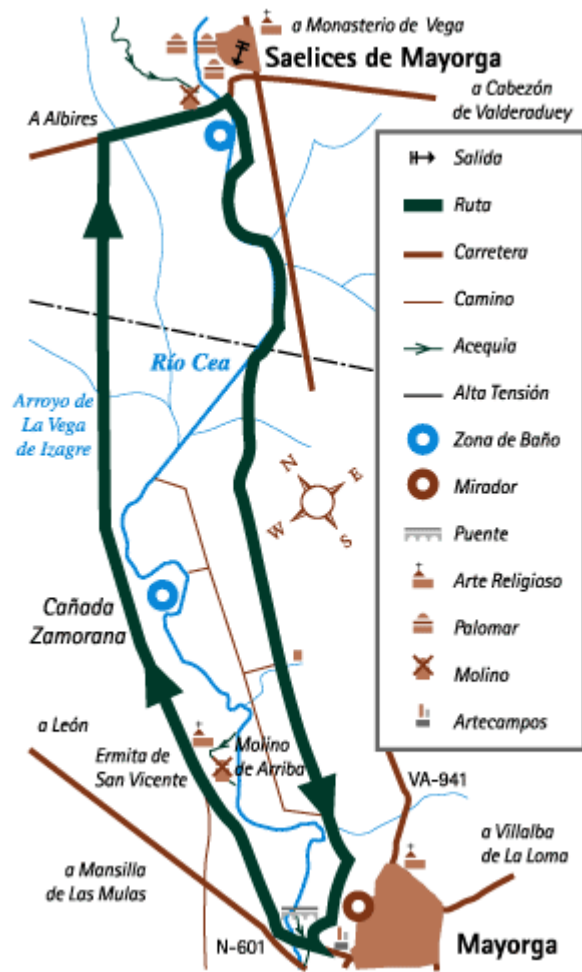 a Monasterio de Vega
Saelices de Mayorga
a Cabezón
de Valderaduey
A Albires
Salida
Ruta
Carretera
Camino
Acequia
Alta Tensión
Zona de Baño
Mirador
Puente
Arte Religioso
Palomar
Molino
Artecampos
Río Cea
Arroyo de
La Vega
de Izagre
N
E
W
S
Cañada
Zamorana
a León
Ermita de
San Vicente
Molino
de Arriba
VA-941
a Villalba
de La Loma
a Monsilla
de Las Mulas
N-601
Mayorga